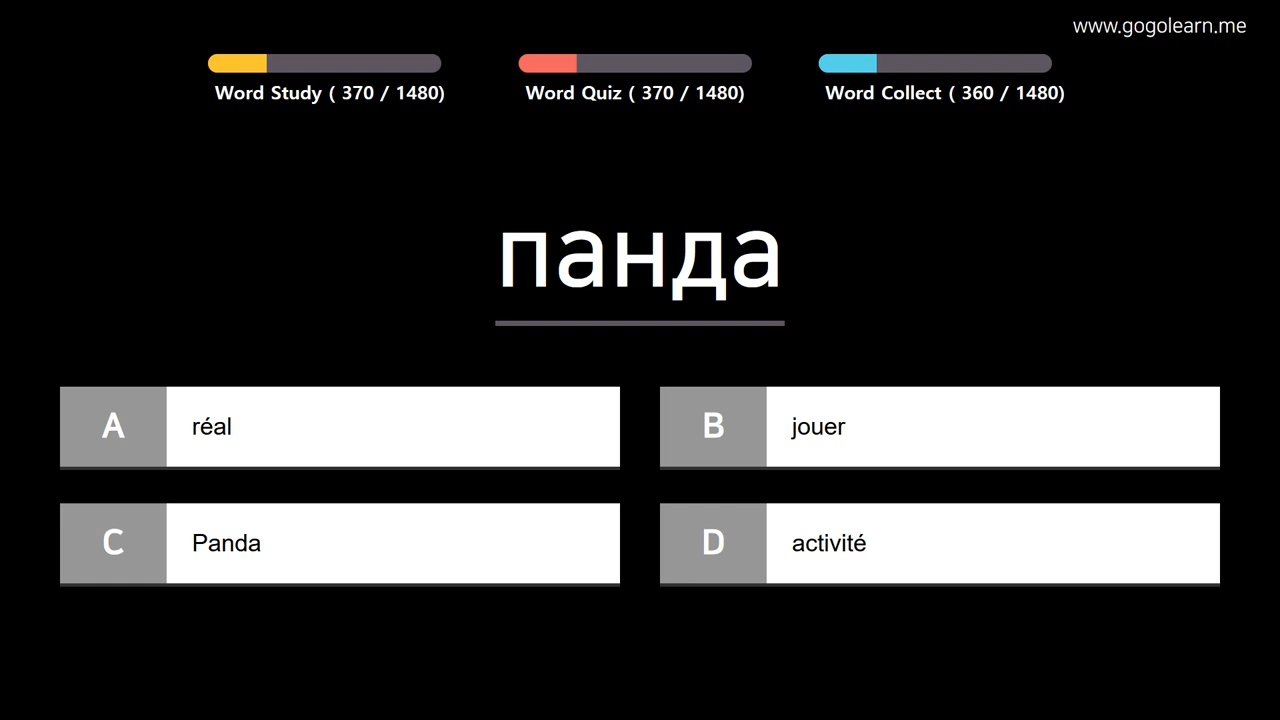 www.gogolearn.me
Word Study ( 370 / 1480)
Word Quiz ( 370 / 1480)
Word Collect ( 360 / 1480)
панда
A réal
B jouer
C Panda
D activité